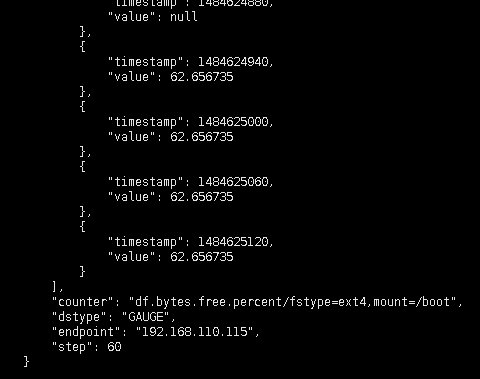 "timestamp": 1484624880,
"value": null
},
{
"timestamp": 1484624940,
"value": 62.656735
},
{
"timestamp": 1484625000,
"value": 62.656735
},
{
"timestamp": 1484625060,
"value": 62.656735
},
{
"timestamp": 1484625120,
"value": 62.656735
}
],
"counter": "df.bytes.free.percent/fstype=ext4,mount=/boot",
"dstype": "GAUGE",
"endpoint": "192.168.110.115",
"step": 60
}